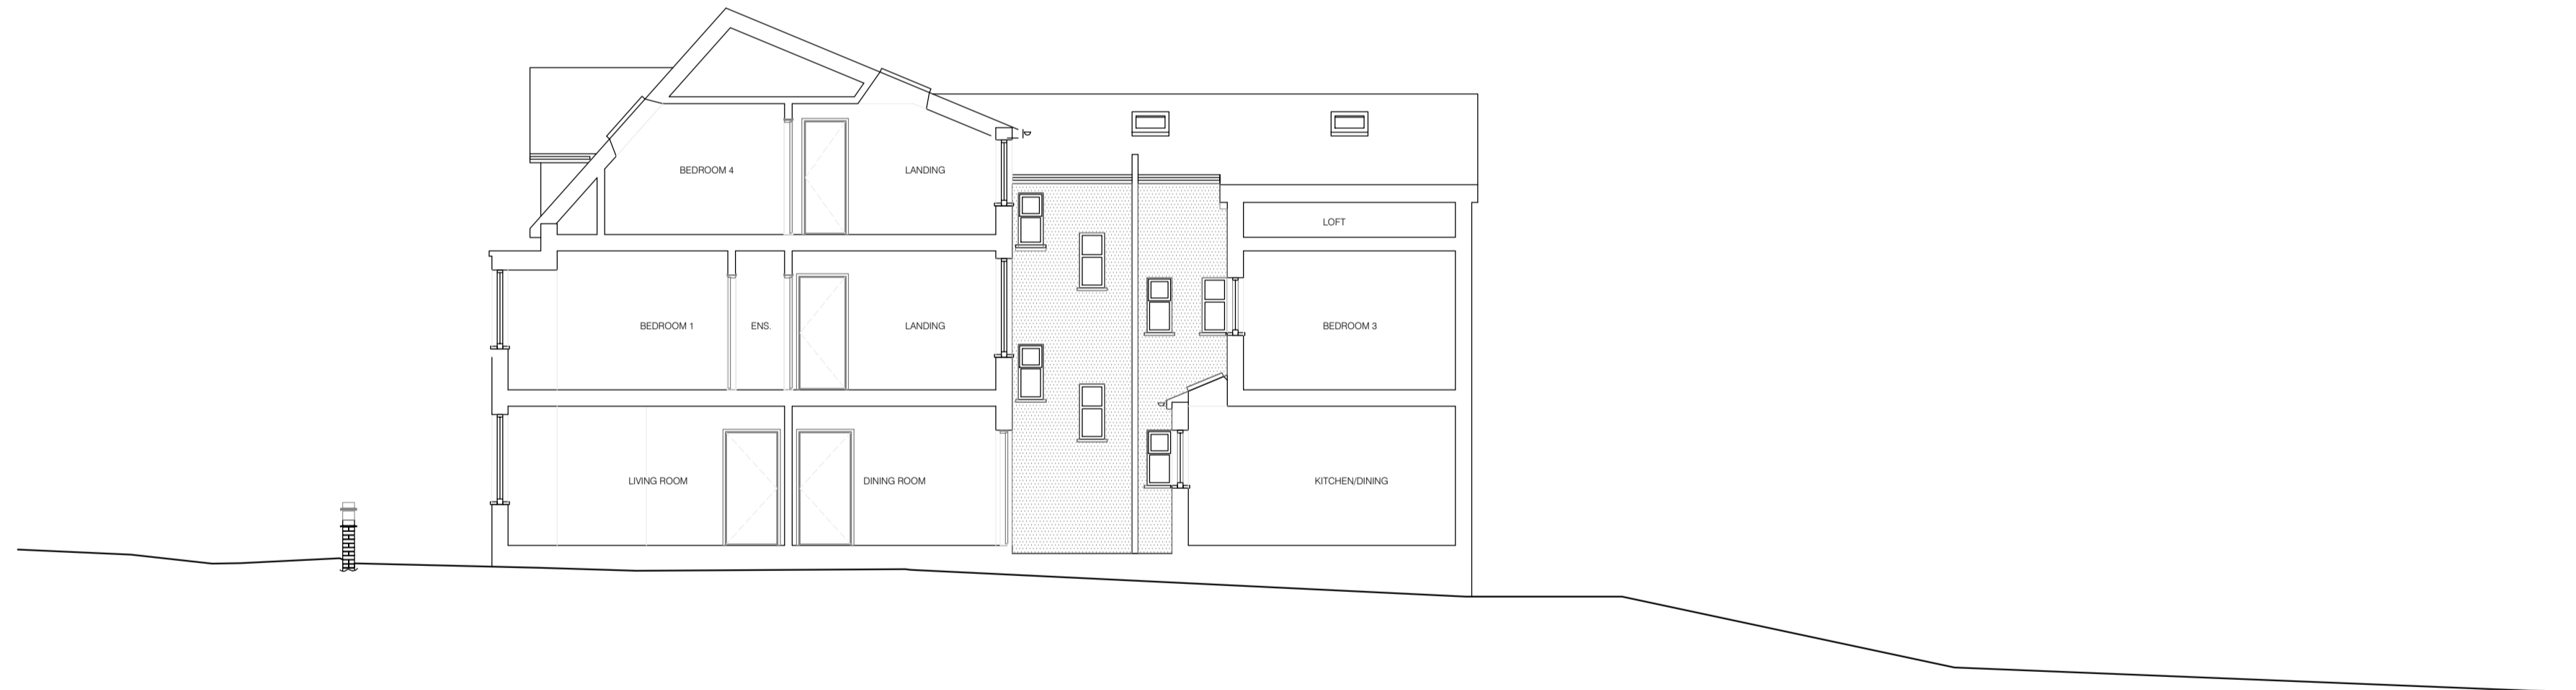 BEDROOM 4
LANDING
LOFT
BEDROOM 1
ENS.
LANDING
BEDROOM 3
LIVING ROOM
DINING ROOM
KITCHEN/DINING